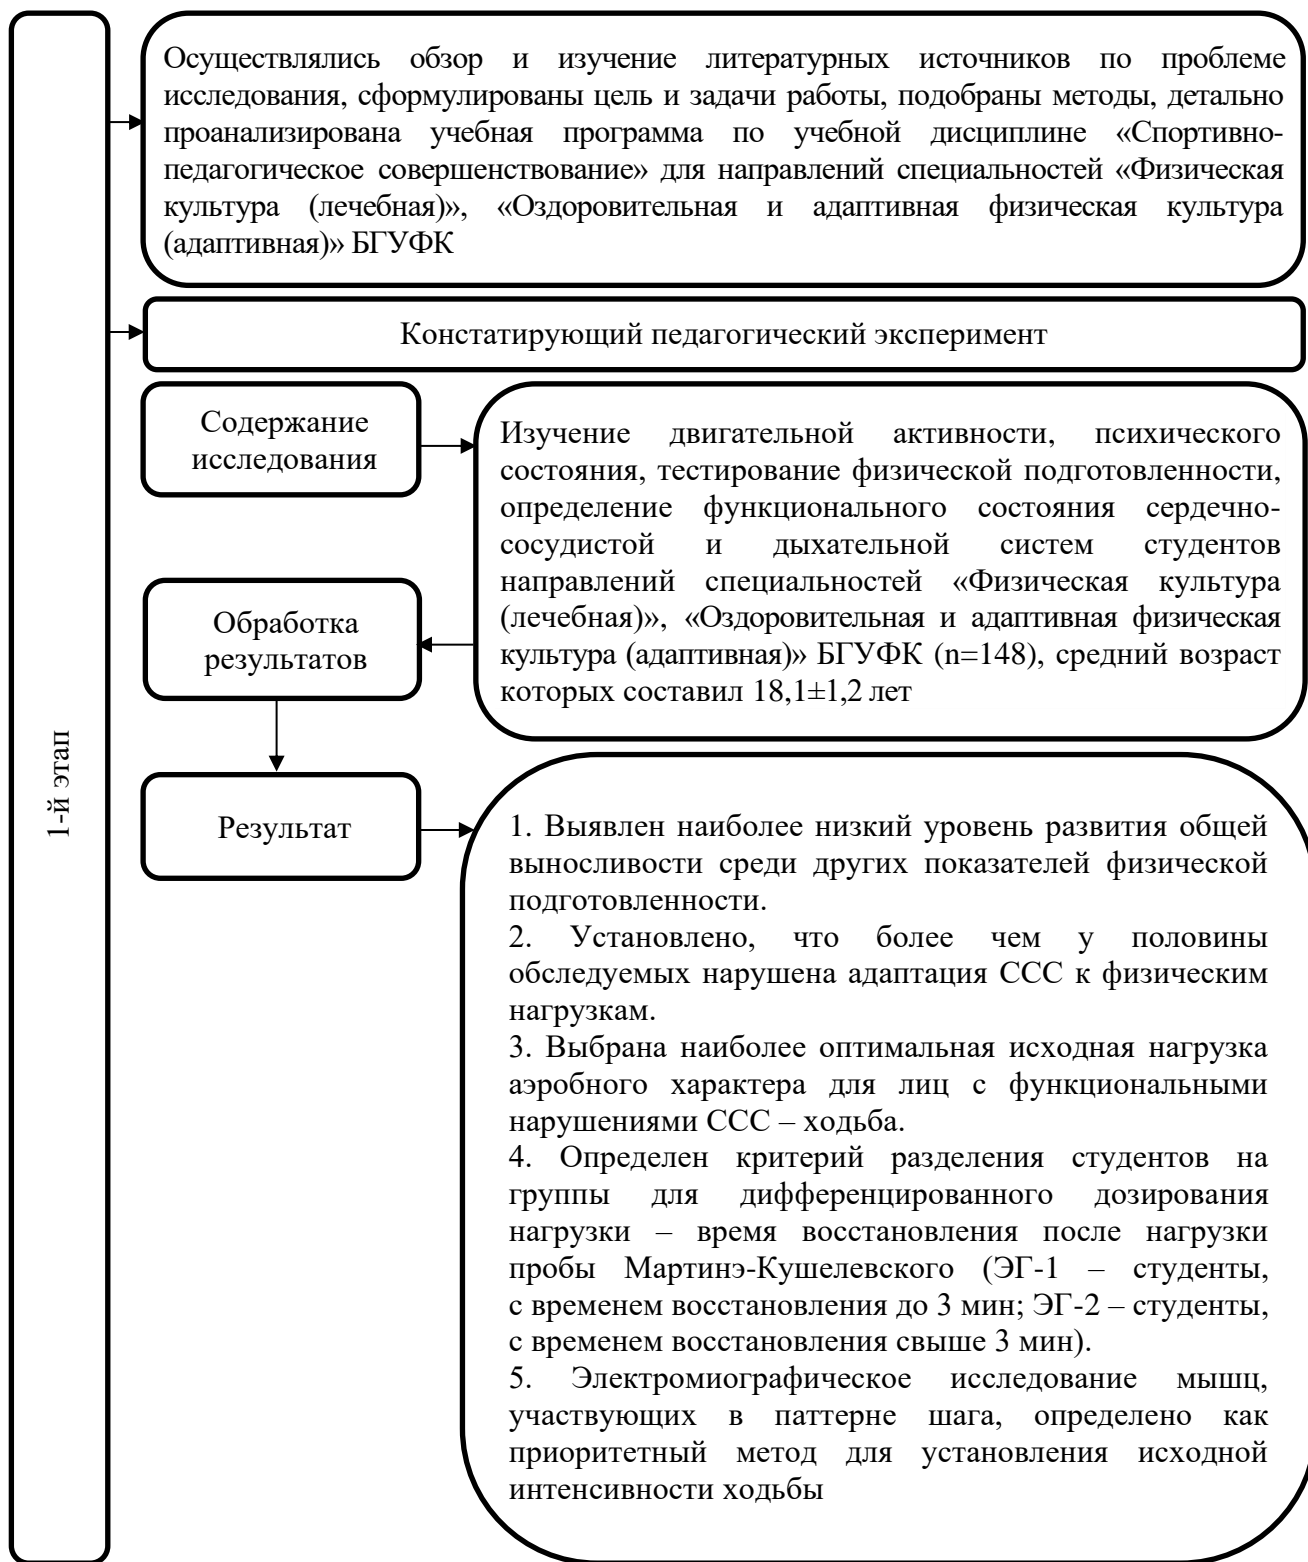 Осуществлялись обзор и изучение литературных источников по проблеме
исследования, сформулированы цель и задачи работы, подобраны методы, детально
проанализирована учебная программа по учебной дисциплине «Спортивно-
педагогическое совершенствование» для направлений специальностей «Физическая
культура (лечебная)», «Оздоровительная и адаптивная физическая культура
(адаптивная)» БГУФК
Констатирующий педагогический эксперимент
Содержание
исследования
Изучение двигательной активности, психического
состояния, тестирование физической подготовленности,
определение функционального состояния сердечно-
сосудистой и дыхательной систем студентов
направлений специальностей «Физическая культура
(лечебная)», «Оздоровительная и адаптивная физическая
культура (адаптивная)» БГУФК (n=148), средний возраст
которых составил 18,1±1,2 лет
Обработка
результатов
1-й этап
Результат
1. Выявлен наиболее низкий уровень развития общей
выносливости среди других показателей физической
подготовленности.
2. Установлено, что более чем у половины
обследуемых нарушена адаптация ССС к физическим
нагрузкам.
3. Выбрана наиболее оптимальная исходная нагрузка
аэробного характера для лиц с функциональными
нарушениями ССС – ходьба.
4. Определен критерий разделения студентов на
группы для дифференцированного дозирования
нагрузки – время восстановления после нагрузки
пробы Мартинэ-Кушелевского (ЭГ-1 – студенты,
с временем восстановления до 3 мин; ЭГ-2 – студенты,
с временем восстановления свыше 3 мин).
5. Электромиографическое исследование мышц,
участвующих в паттерне шага, определено как
приоритетный метод для установления исходной
интенсивности ходьбы